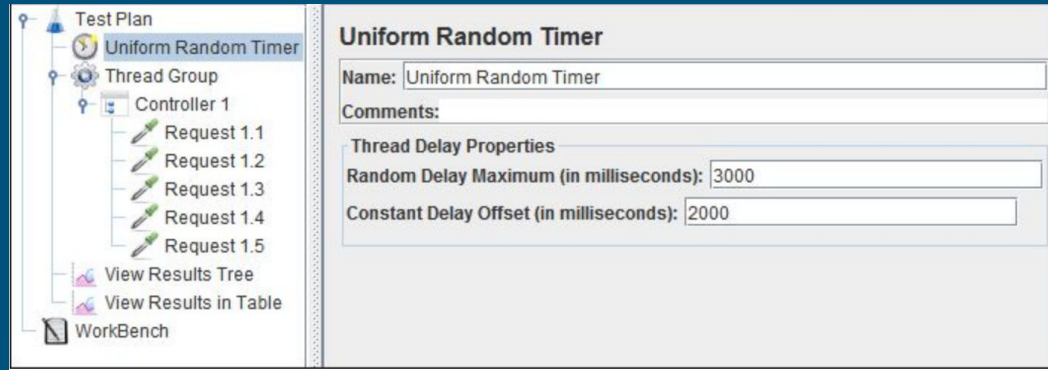 Test Plan
Uniform Random Timer
Thread Group
Controller 1
Request 1.1
Request 1.2
Request 1.3
Request 1.4
Request 1.5
View Results Tree
View Results in Table
WorkBench
Uniform Random Timer
Name: Uniform Random Timer
Comments:
Thread Delay Properties
Random Delay Maximum (in milliseconds): 3000
Constant Delay Offset (in milliseconds): 2000